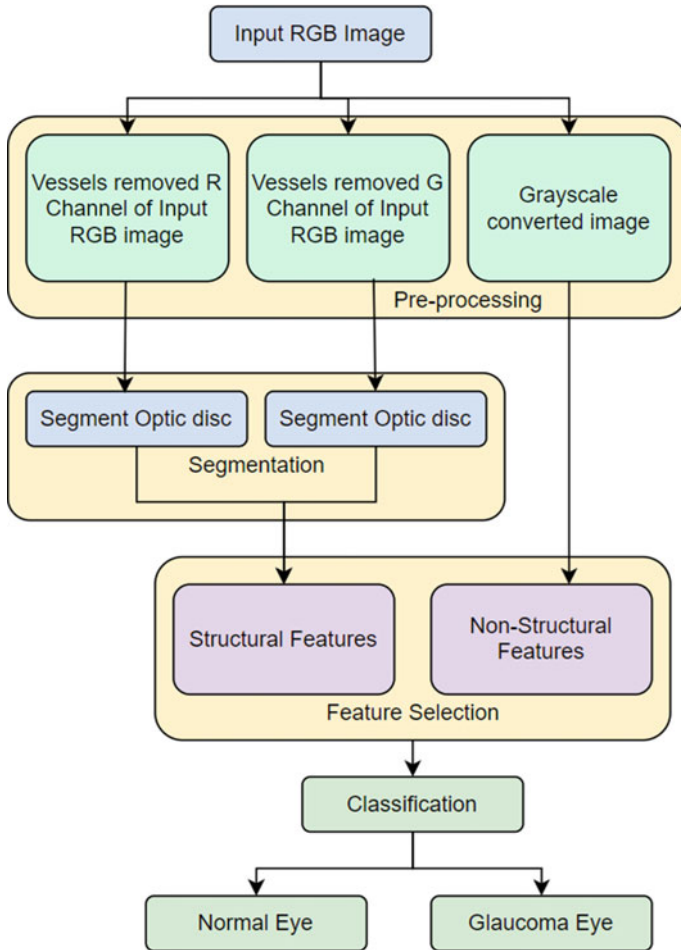 Input RGB Image
Vessels removed R
Channel of Input
RGB image
Vessels removed G
Channel of Input
RGB image
Grayscale
converted image
Pre-processing
Segment Optic disc
Segment Optic disc
Segmentation
Structural Features
Non-Structural
Features
Feature Selection
Classification
Normal Eye
Glaucoma Eye